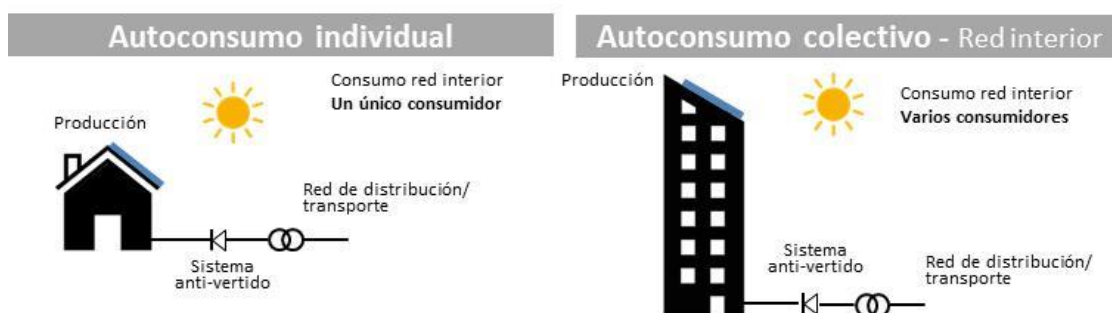 Autoconsumo individual
Consumo red interior
Un único consumidor
Producción
Red de distribución/
transporte
Sistema
anti-vertido
Autoconsumo colectivo - Red interior
Producción
Consumo red interior
Varios consumidores
Sistema
anti-vertido
Red de distribución/
transporte